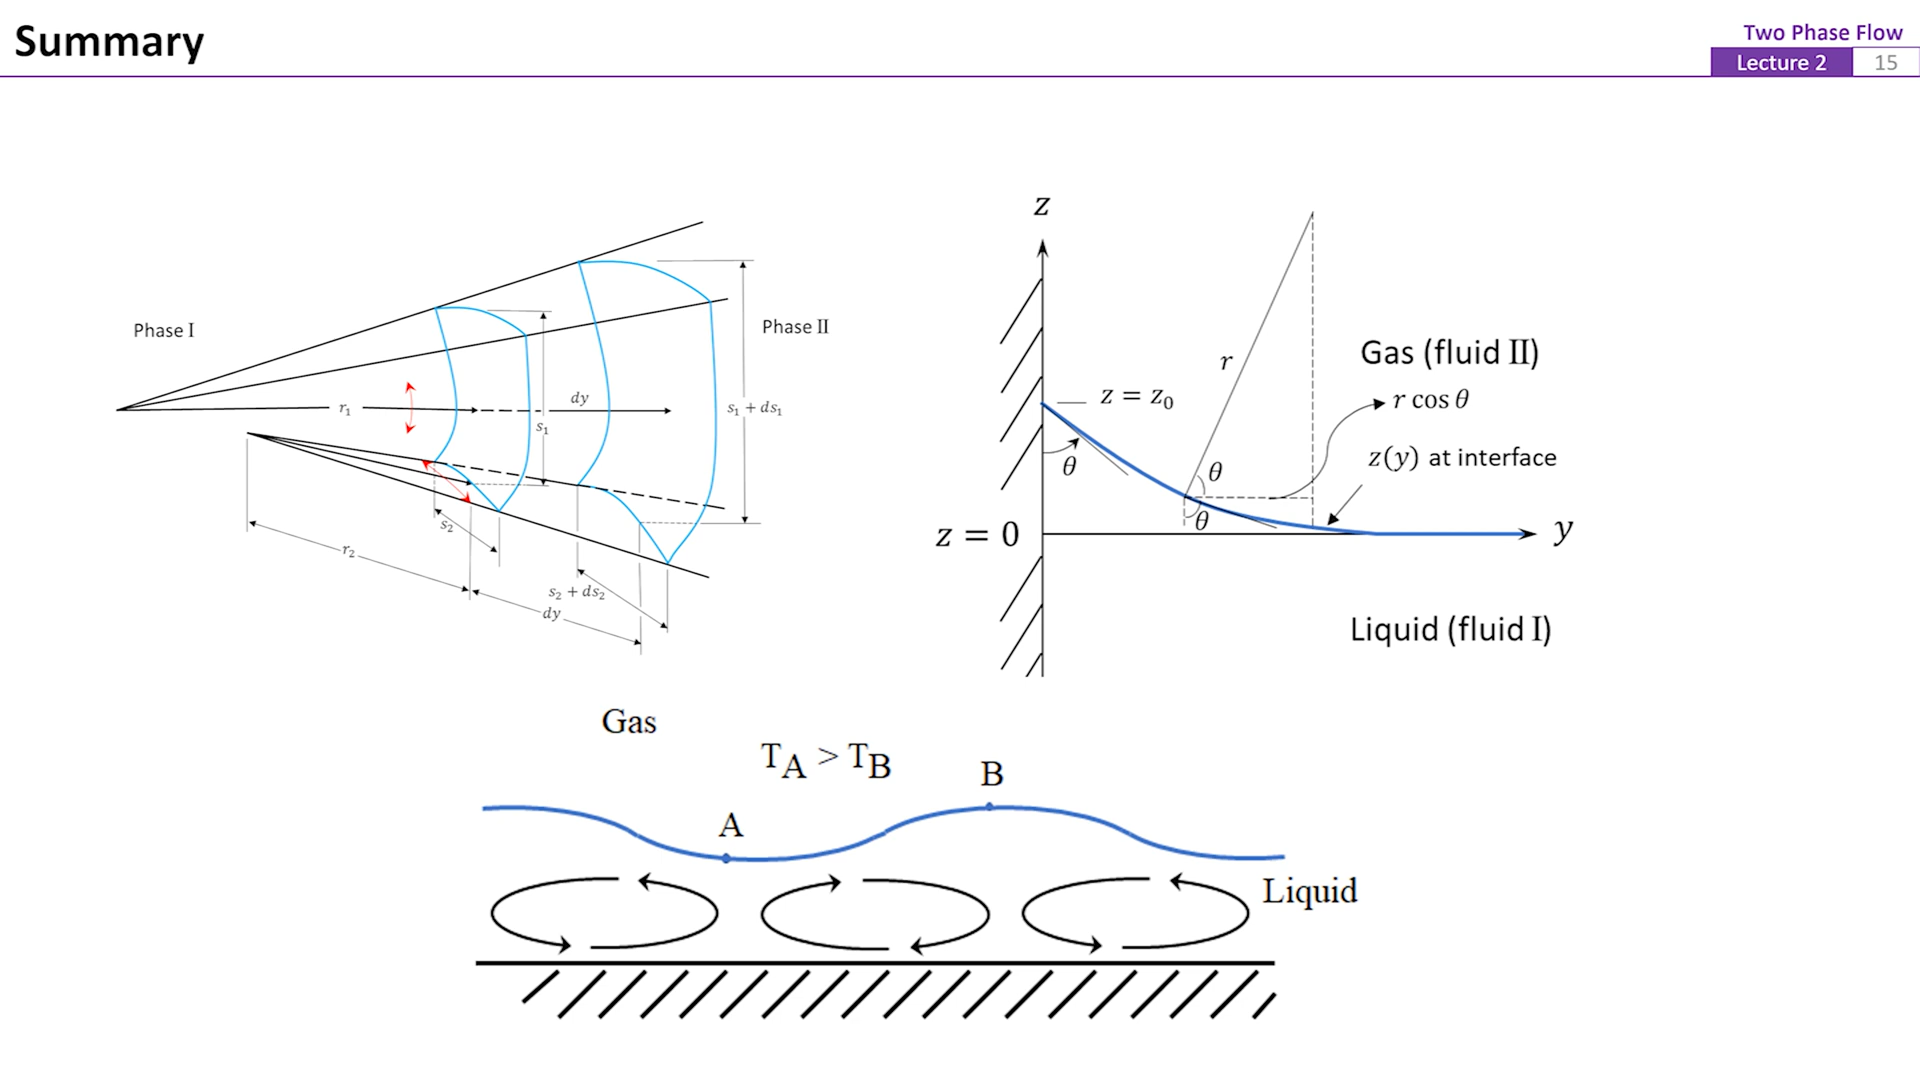 Summary
Two Phase Flow
Lecture 2
15
Phase I
Phase II
r₁
dy
s₁
s₁ + ds₁
s₂
r₂
s₂ + ds₂
dy
z
r
Gas (fluid II)
z = z₀
r cos θ
θ
θ
θ
z(y) at interface
z = 0
y
Liquid (fluid I)
Gas
T_A > T_B
B
A
Liquid